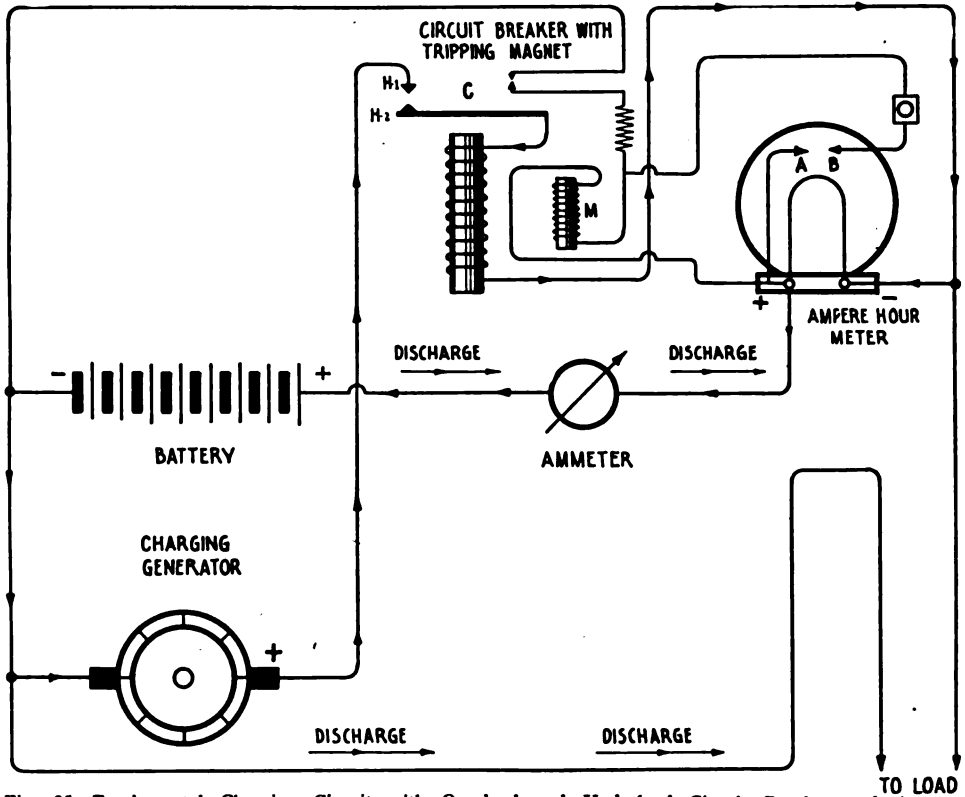 CIRCUIT BREAKER WITH
TRIPPING MAGNET
H1
C
H2
A B
M
+
-
AMPERE HOUR
METER
DISCHARGE
DISCHARGE
-
+
BATTERY
AMMETER
CHARGING
GENERATOR
+
DISCHARGE
DISCHARGE
TO LOAD